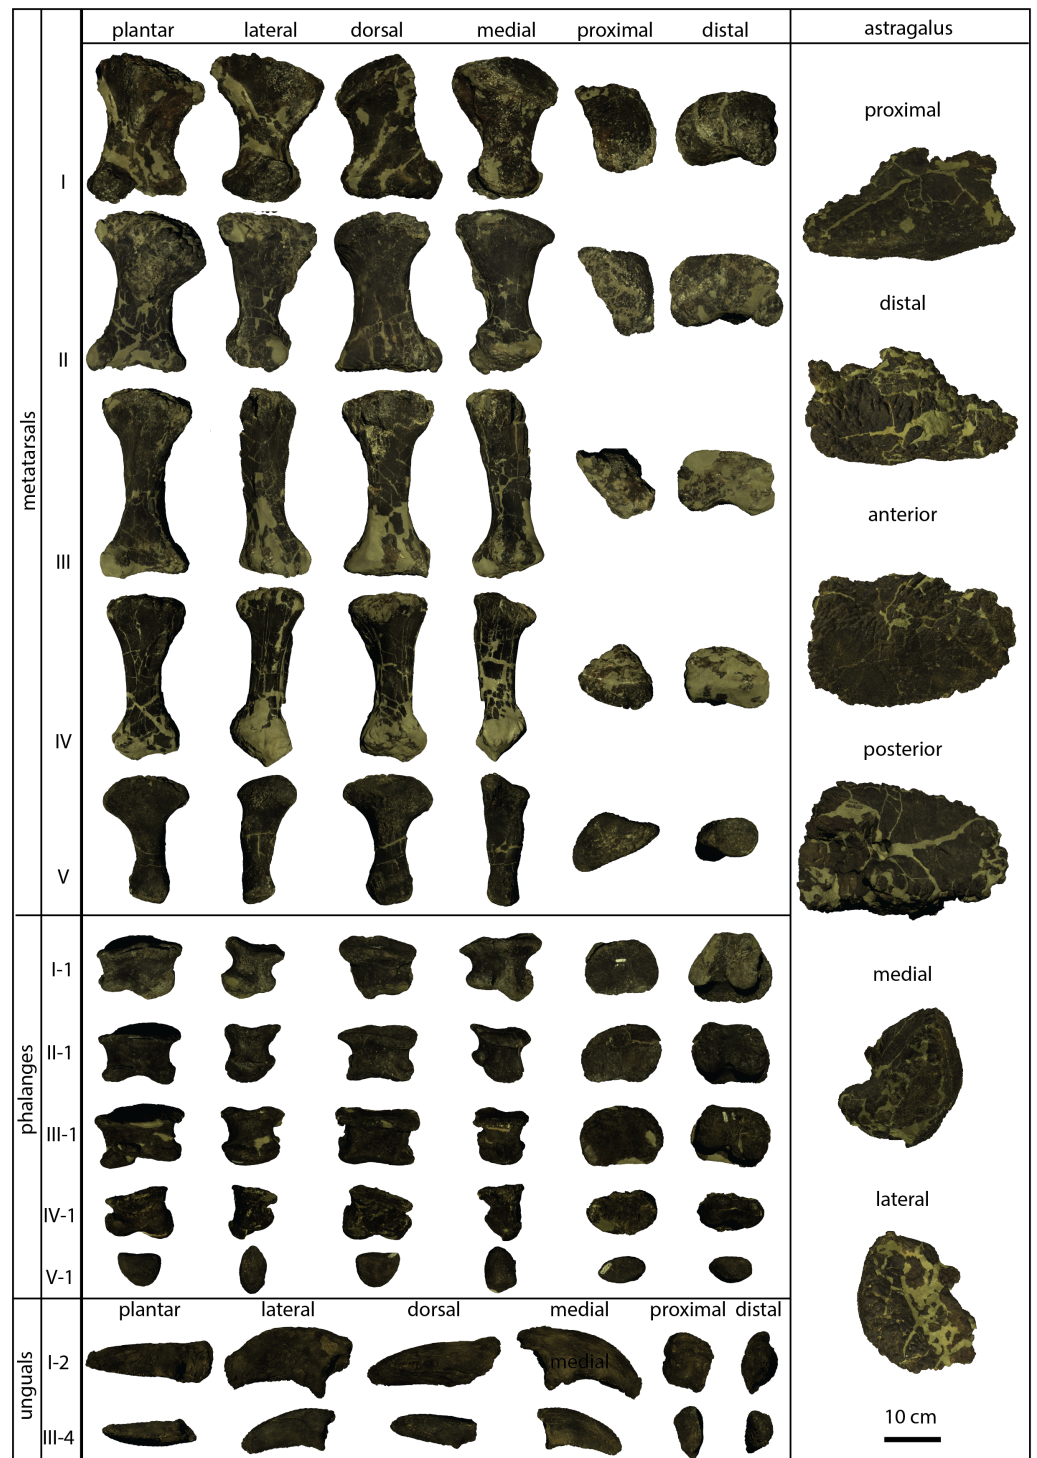 plantar lateral dorsal medial proximal distal astragalus
metatarsals
I
II
III
IV
V
phalanges
I-1
II-1
III-1
IV-1
V-1
plantar lateral dorsal medial proximal distal
unguals
I-2
medial
III-4
proximal
distal
anterior
posterior
medial
lateral
10 cm